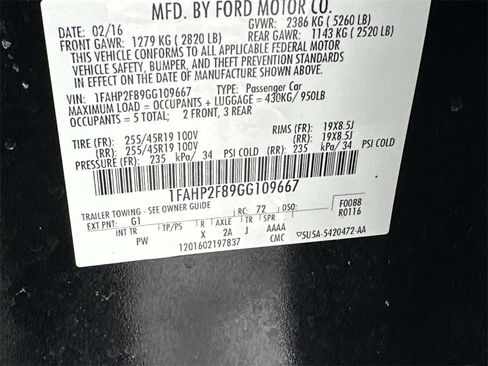 MFD. BY FORD MOTOR CO.
DATE: 02/16 GVWR: 2386 KG (5260 LB)
FRONT GAWR: 1279 KG (2820 LB) REAR GAWR: 1143 KG (2520 LB)
THIS VEHICLE CONFORMS TO ALL APPLICABLE FEDERAL MOTOR
VEHICLE SAFETY, BUMPER, AND THEFT PREVENTION STANDARDS
IN EFFECT ON THE DATE OF MANUFACTURE SHOWN ABOVE.
VIN: 1FAHP2F89GG109667 TYPE: Passenger Car
MAXIMUM LOAD = OCCUPANTS + LUGGAGE = 430KG/950LB
OCCUPANTS = 5 TOTAL; 2 FRONT, 3 REAR
TIRE (FR): 255/45R19 100V RIMS (FR): 19X8.5J
(RR): 255/45R19 100V (RR): 19X8.5J
PRESSURE (FR): 235 kPa/ 34 PSI COLD (RR): 235 kPa/ 34 PSI COLD
1FAHP2F89GG109667
TRAILER TOWING - SEE OWNER GUIDE
EXT PNT: G1 RC: 72 DSO: F0088
R0116
INT TR TP/PS R AXLE TR SPR
PW X 2A J AAAA
CMC
1201602197837 5U5A-5420472-AA